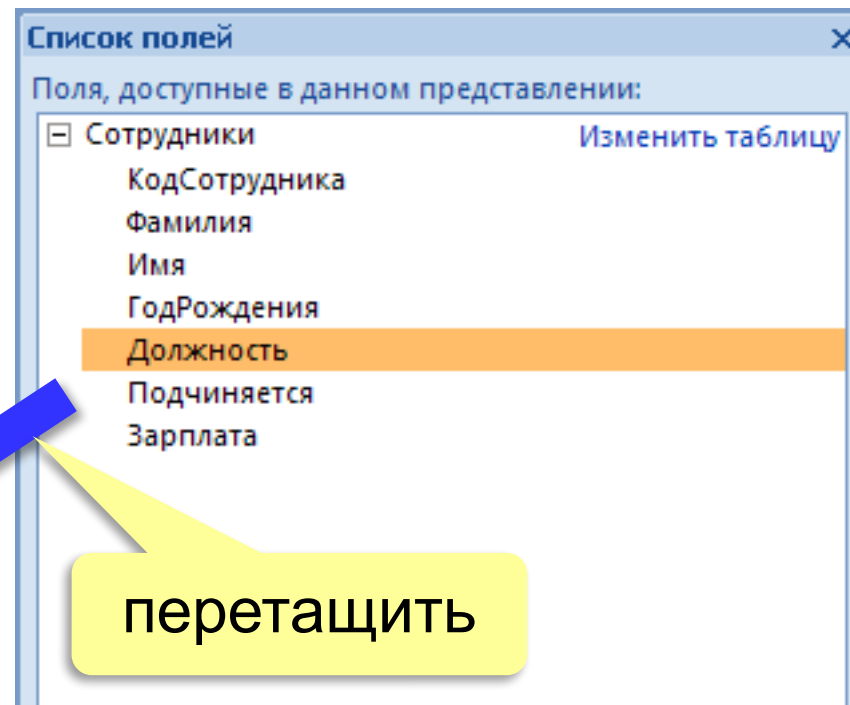 Список полей
Поля, доступные в данном представлении:
Сотрудники Изменить таблицу
КодСотрудника
Фамилия
Имя
ГодРождения
Должность
Подчиняется
Зарплата
перетащить